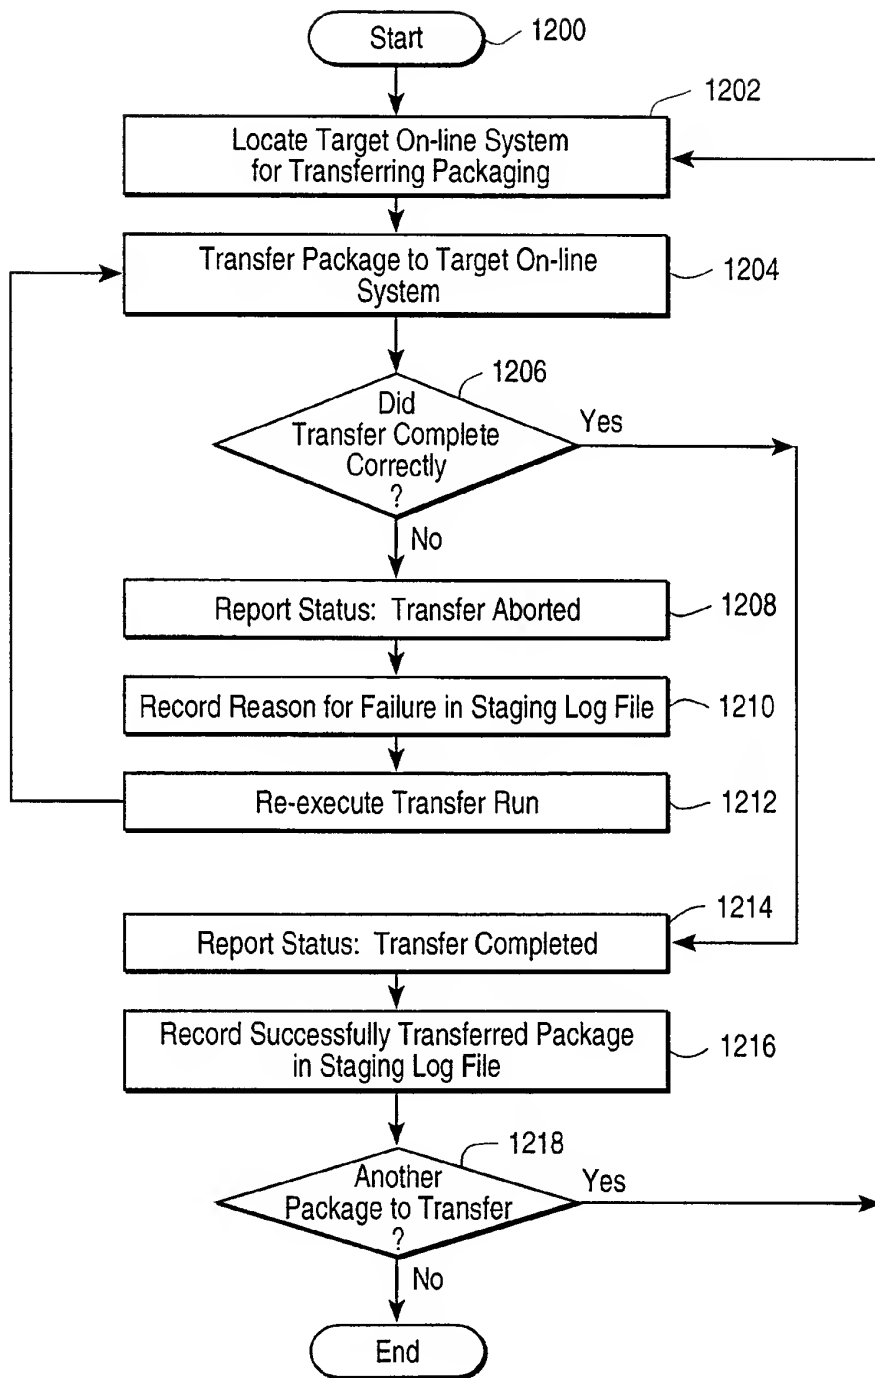 Start
1200
1202
Locate Target On-line System
for Transferring Packaging
Transfer Package to Target On-line
System
1204
1206
Did
Transfer Complete
Correctly
?
Yes
No
Report Status: Transfer Aborted
1208
Record Reason for Failure in Staging Log File
1210
Re-execute Transfer Run
1212
1214
Report Status: Transfer Completed
Record Successfully Transferred Package
in Staging Log File
1216
1218
Another
Package to Transfer
?
Yes
No
End